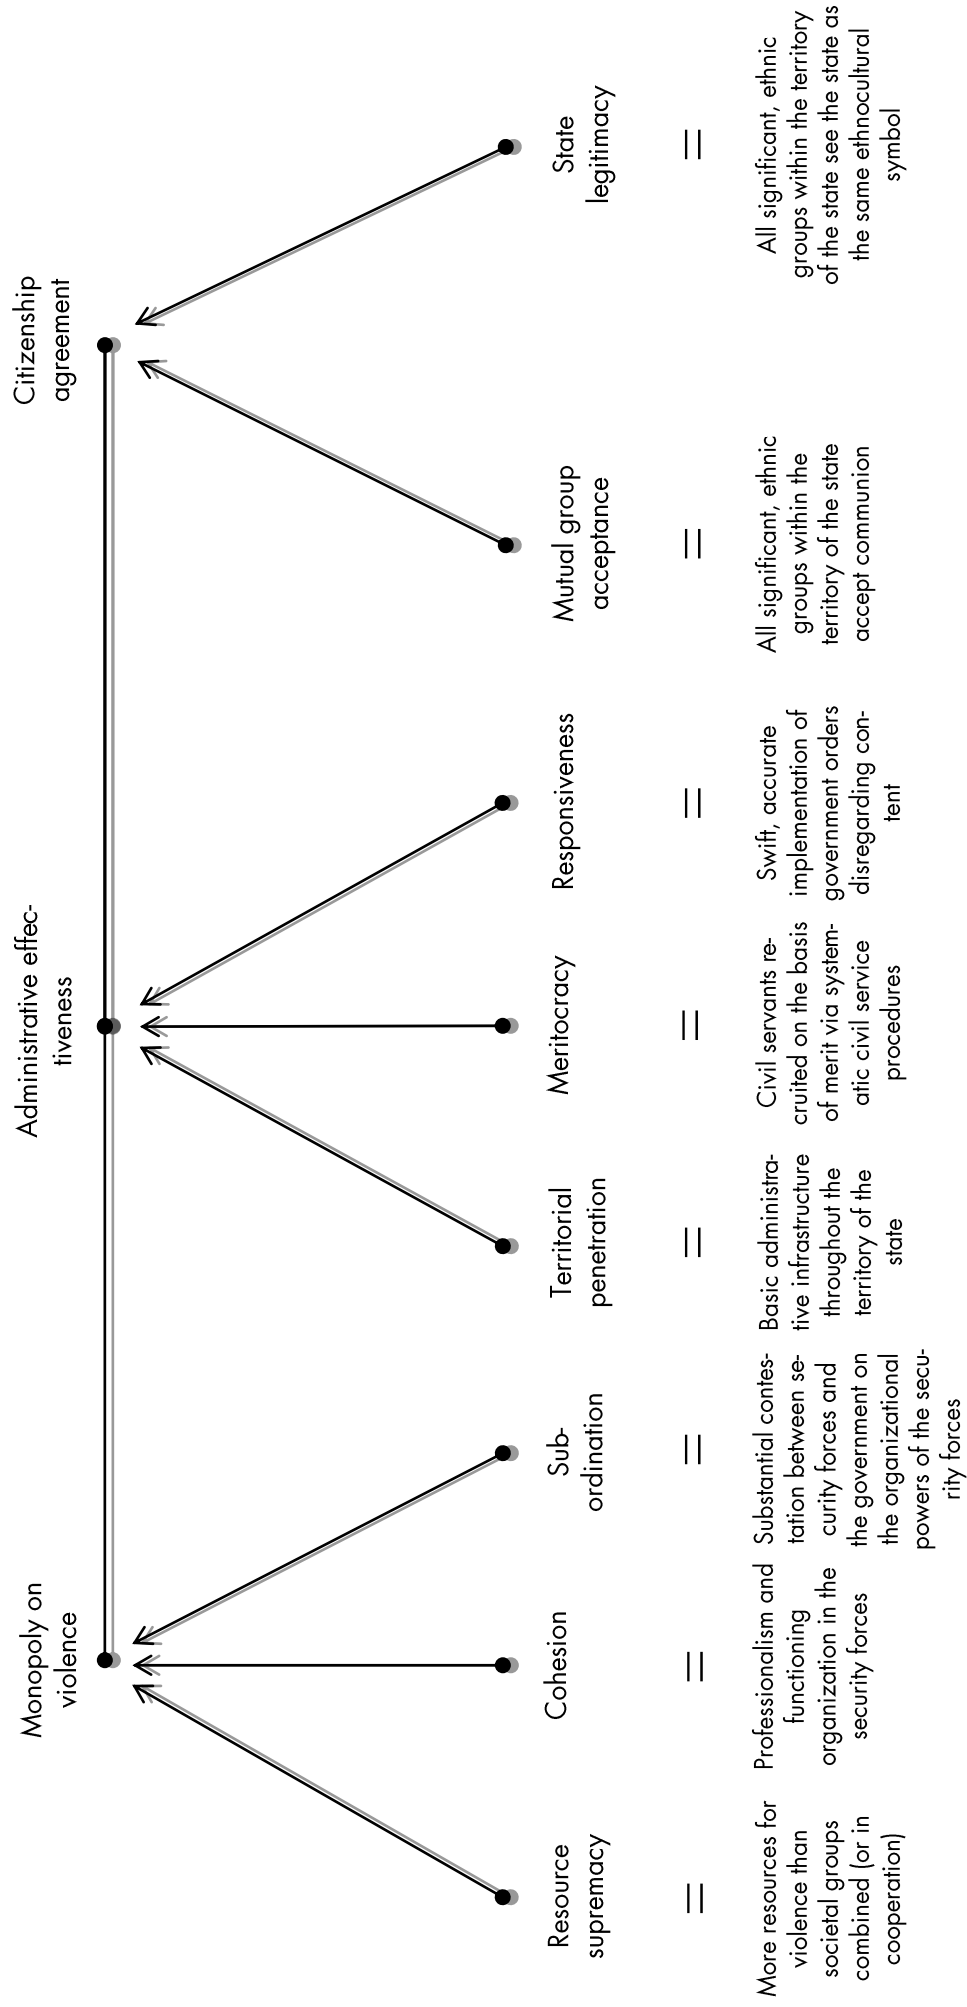 Monopoly on
violence
Administrative effec-
tiveness
Citizenship
agreement
Resource
supremacy
Cohesion
Sub-
ordination
Territorial
penetration
Meritocracy
Responsiveness
Mutual group
acceptance
State
legitimacy
=
=
=
=
=
=
=
=
More resources for
violence than
societal groups
combined (or in
cooperation)
Professionalism and
functioning
organization in the
security forces
Substantial contes-
tation between se-
curity forces and
the government on
the organizational
powers of the secu-
rity forces
Basic administra-
tive infrastructure
throughout the
territory of the
state
Civil servants re-
cruited on the basis
of merit via system-
atic civil service
procedures
Swift, accurate
implementation of
government orders
disregarding con-
tent
All significant, ethnic
groups within the
territory of the state
accept communion
All significant, ethnic
groups within the territory
of the state see the state as
the same ethnocultural
symbol